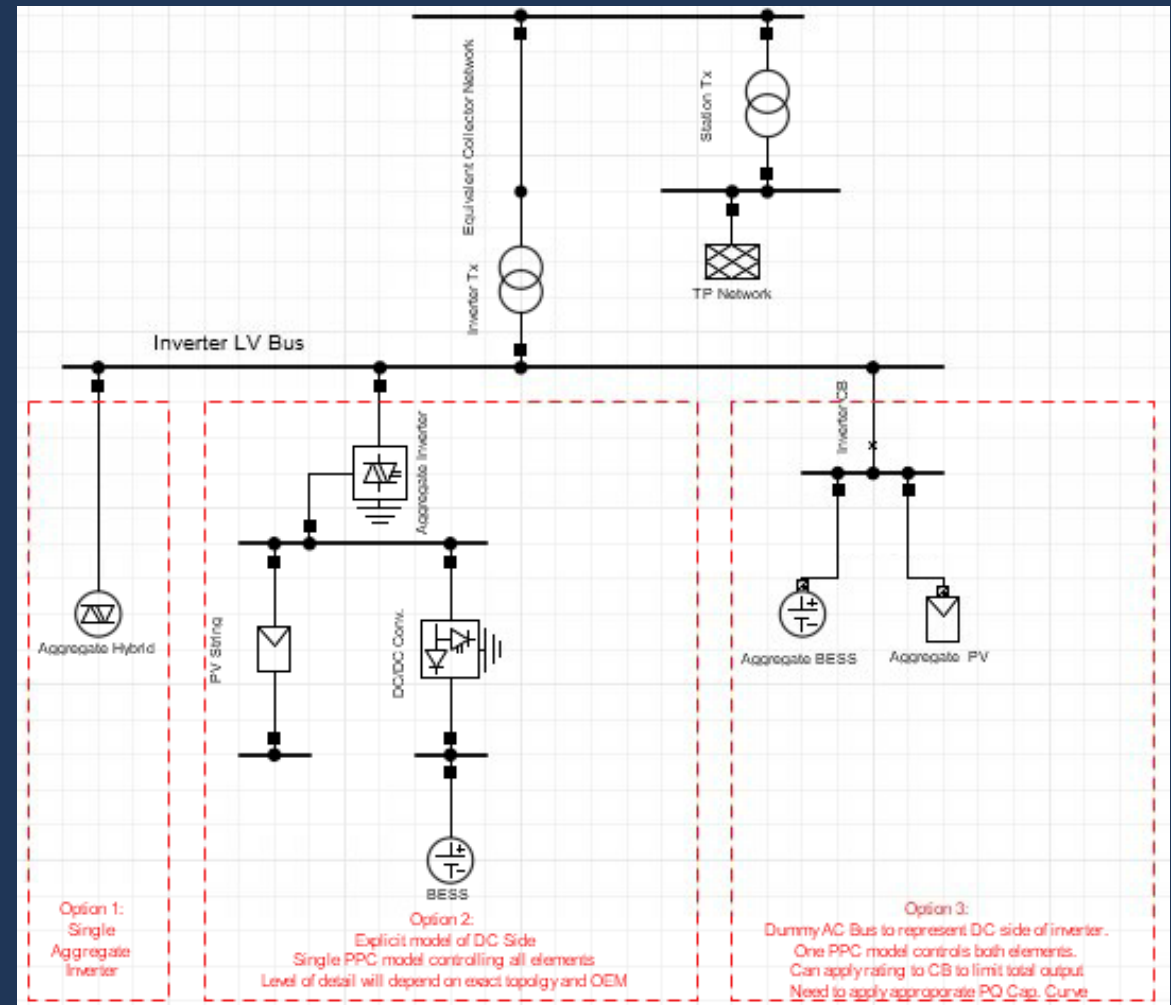 Equivalent Collector Network
Station Tx
Inverter Tx
TP Network
Inverter LV Bus
Inverter CB
Aggregate Inverter
Aggregate Hybrid
PV String
DC/DC Conv.
Aggregate BESS
Aggregate PV
BESS
Option 1:
Single
Aggregate
Inverter
Option 2:
Explicit model of DC Side
Single PPC model controlling all elements
Level of detail will depend on exact topolgy and OEM
Option 3:
Dummy AC Bus to represent DC side of inverter.
One PPC model controls both elements.
Can apply rating to CB to limit total output
Need to apply approporate PQ Cap. Curve